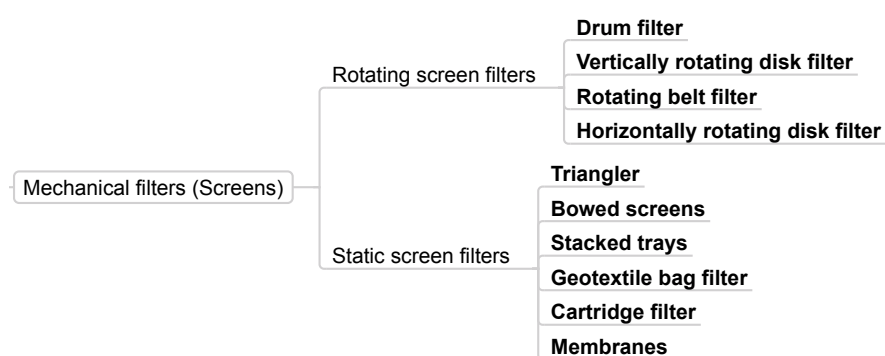 Drum filter
Vertically rotating disk filter
Rotating screen filters
Rotating belt filter
Horizontally rotating disk filter
Mechanical filters (Screens)
Triangler
Bowed screens
Stacked trays
Static screen filters
Geotextile bag filter
Cartridge filter
Membranes